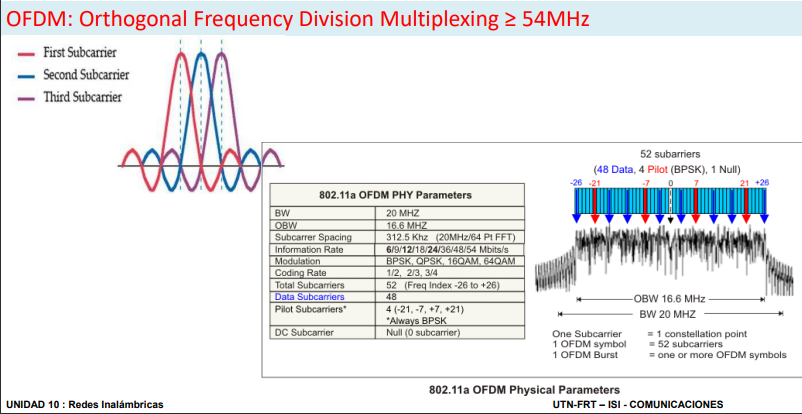 OFDM: Orthogonal Frequency Division Multiplexing ≥ 54MHz
First Subcarrier
Second Subcarrier
Third Subcarrier
802.11a OFDM PHY Parameters
BW 20 MHZ
OBW 16.6 MHZ
Subcarrer Spacing 312.5 Khz (20MHz/64 Pt FFT)
Information Rate 6/9/12/18/24/36/48/54 Mbits/s
Modulation BPSK, QPSK, 16QAM, 64QAM
Coding Rate 1/2, 2/3, 3/4
Total Subcarriers 52 (Freq Index -26 to +26)
Data Subcarriers 48
Pilot Subcarriers* 4 (-21, -7, +7, +21)
*Always BPSK
DC Subcarrier Null (0 subcarrier)
52 subarriers
(48 Data, 4 Pilot (BPSK), 1 Null)
-26 -21 -7 0 7 21 +26
OBW 16.6 MHz
BW 20 MHZ
One Subcarrier = 1 constellation point
1 OFDM symbol = 52 subcarriers
1 OFDM Burst = one or more OFDM symbols
802.11a OFDM Physical Parameters
UNIDAD 10 : Redes Inalámbricas UTN-FRT – ISI - COMUNICACIONES